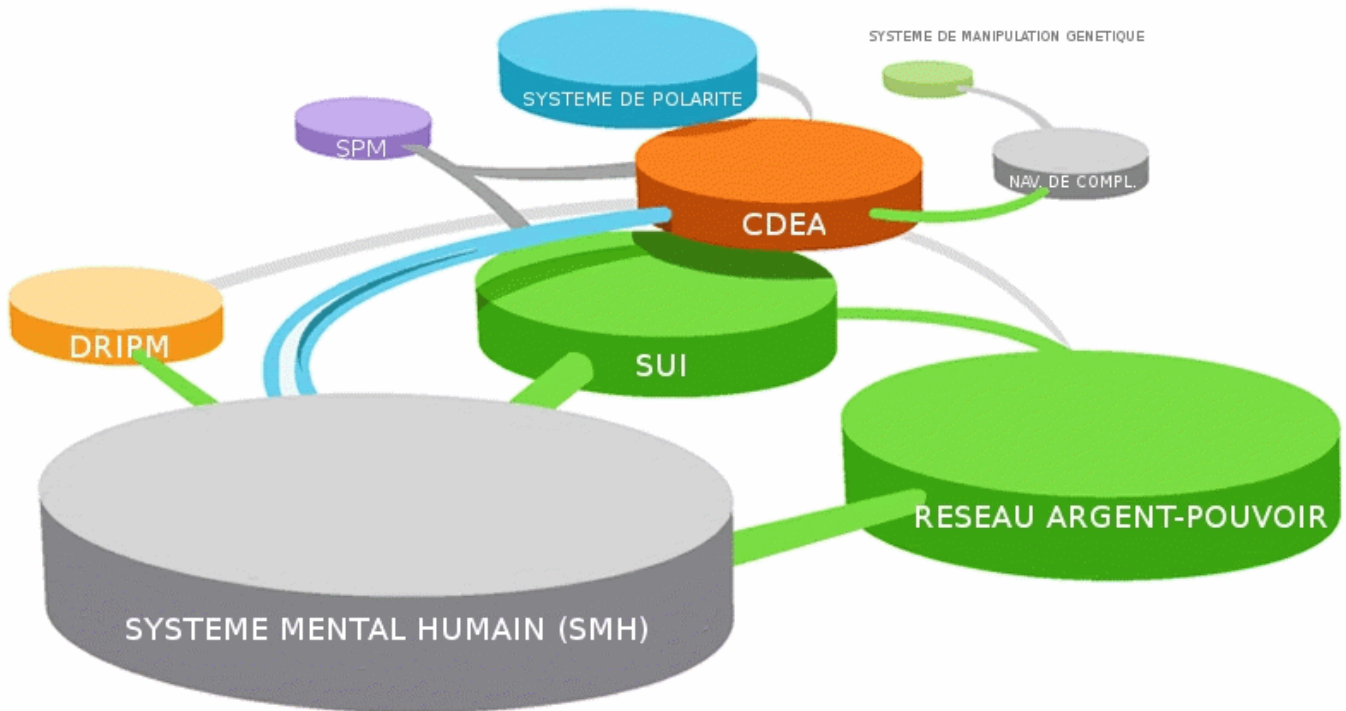 SYSTEME DE MANIPULATION GENETIQUE
SYSTEME DE POLARITE
SPM
NAV. DE COMPL.
CDEA
DRIPM
SUI
RESEAU ARGENT-POUVOIR
SYSTEME MENTAL HUMAIN (SMH)